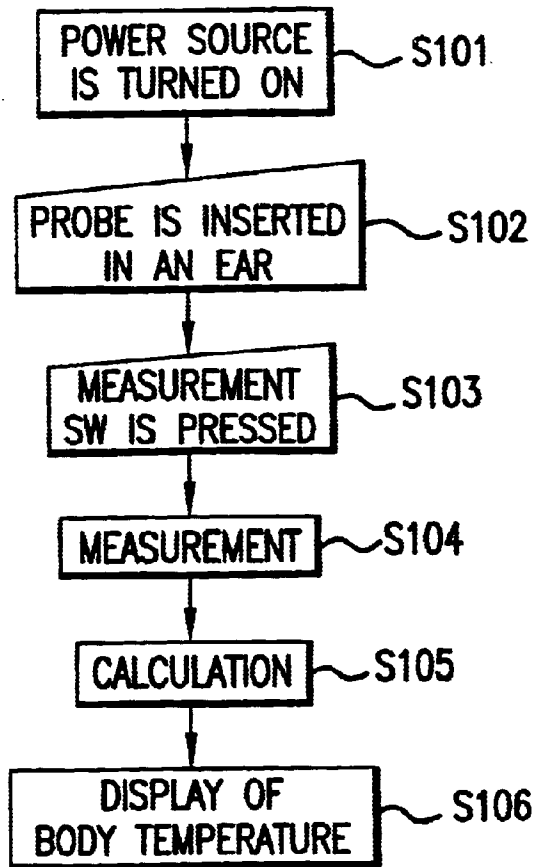 POWER SOURCE
IS TURNED ON
S101
PROBE IS INSERTED
IN AN EAR
S102
MEASUREMENT
SW IS PRESSED
S103
MEASUREMENT
S104
CALCULATION
S105
DISPLAY OF
BODY TEMPERATURE
S106